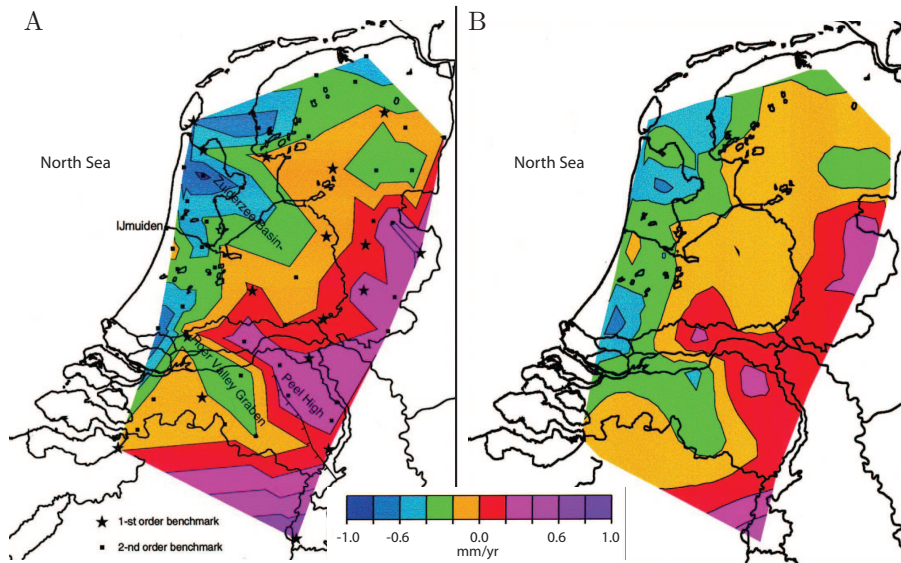 A
B
North Sea
North Sea
Zuiderzee Basin
IJmuiden
Roer Valley Graben
Peel High
1-st order benchmark
2-nd order benchmark
-1.0 -0.6 0.0 0.6 1.0
mm/yr